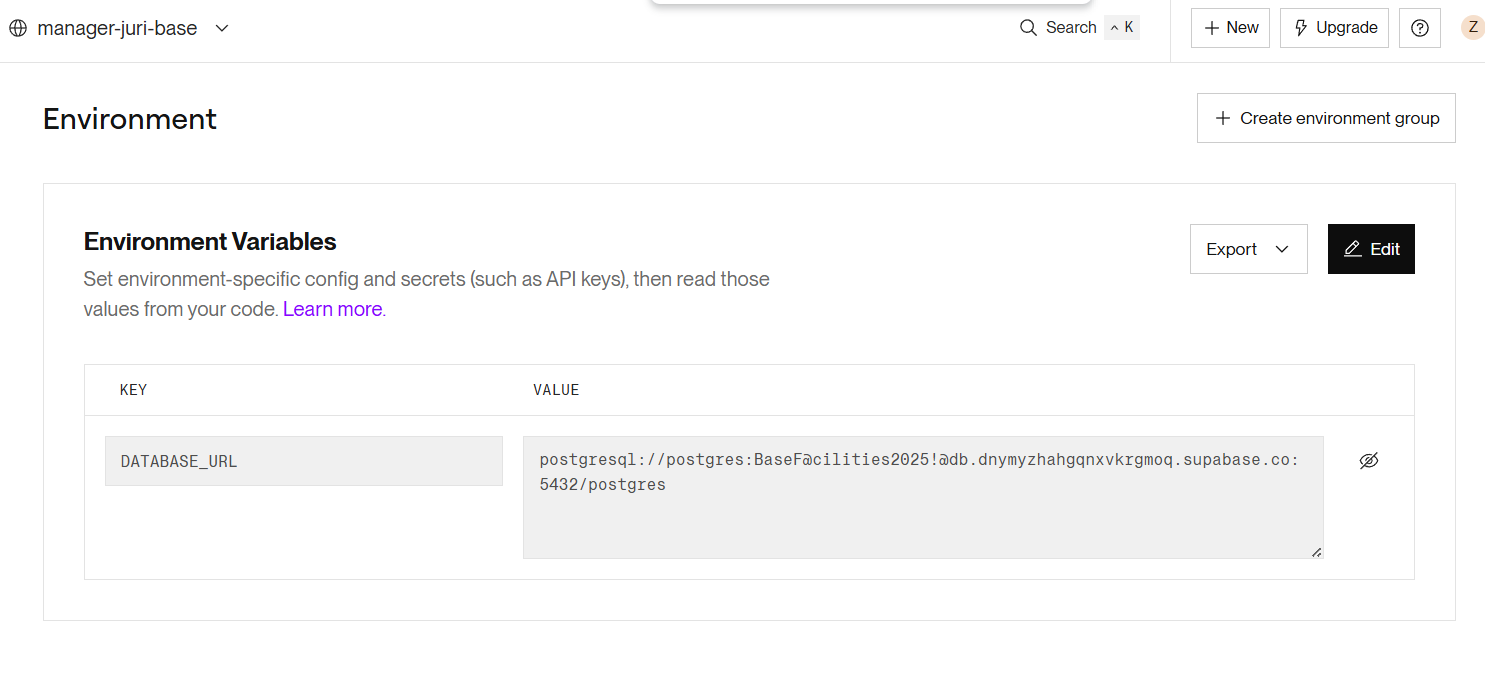 manager-juri-base
Search ^ K
+ New
Upgrade
Z
Environment
+ Create environment group
Environment Variables
Set environment-specific config and secrets (such as API keys), then read those
values from your code. Learn more.
Export
Edit
KEY
VALUE
DATABASE_URL
postgresql://postgres:BaseF@cilities2025!@db.dnymyzhahgqnxvkrgmoq.supabase.co:
5432/postgres